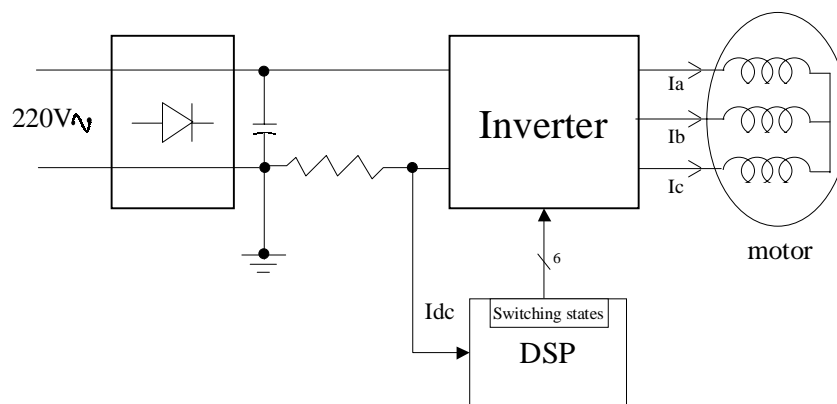 220V
Inverter
Ia
Ib
Ic
motor
6
Idc
Switching states
DSP